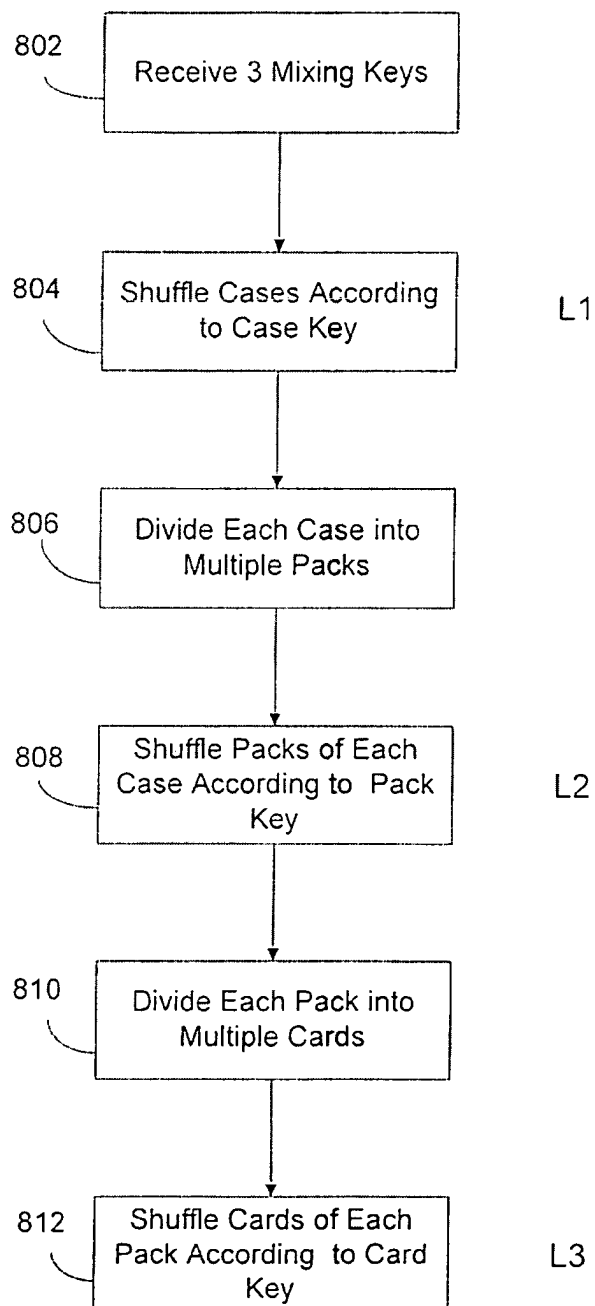 802
Receive 3 Mixing Keys
804
Shuffle Cases According
to Case Key
L1
806
Divide Each Case into
Multiple Packs
808
Shuffle Packs of Each
Case According to Pack
Key
L2
810
Divide Each Pack into
Multiple Cards
812
Shuffle Cards of Each
Pack According to Card
Key
L3